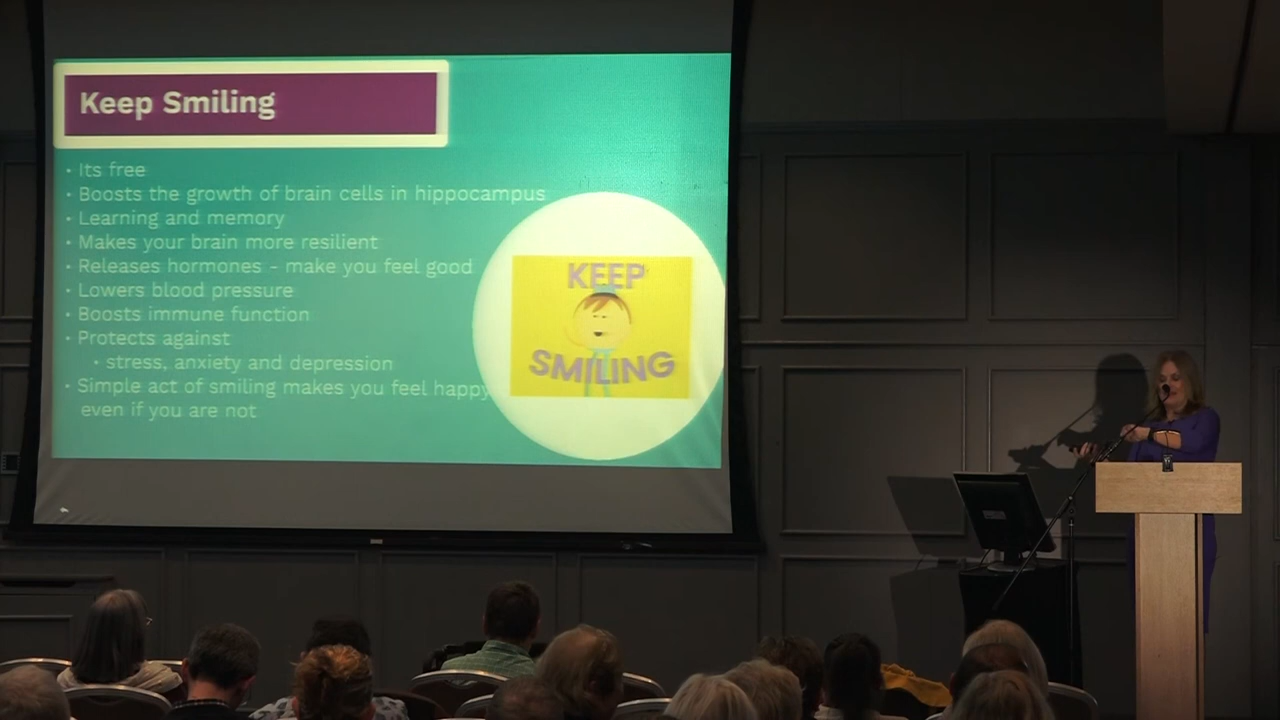 Keep Smiling
• Its free
• Boosts the growth of brain cells in hippocampus
• Learning and memory
• Makes your brain more resilient
• Releases hormones - make you feel good
• Lowers blood pressure
• Boosts immune function
• Protects against
• stress, anxiety and depression
• Simple act of smiling makes you feel happy
even if you are not
KEEP
SMILING